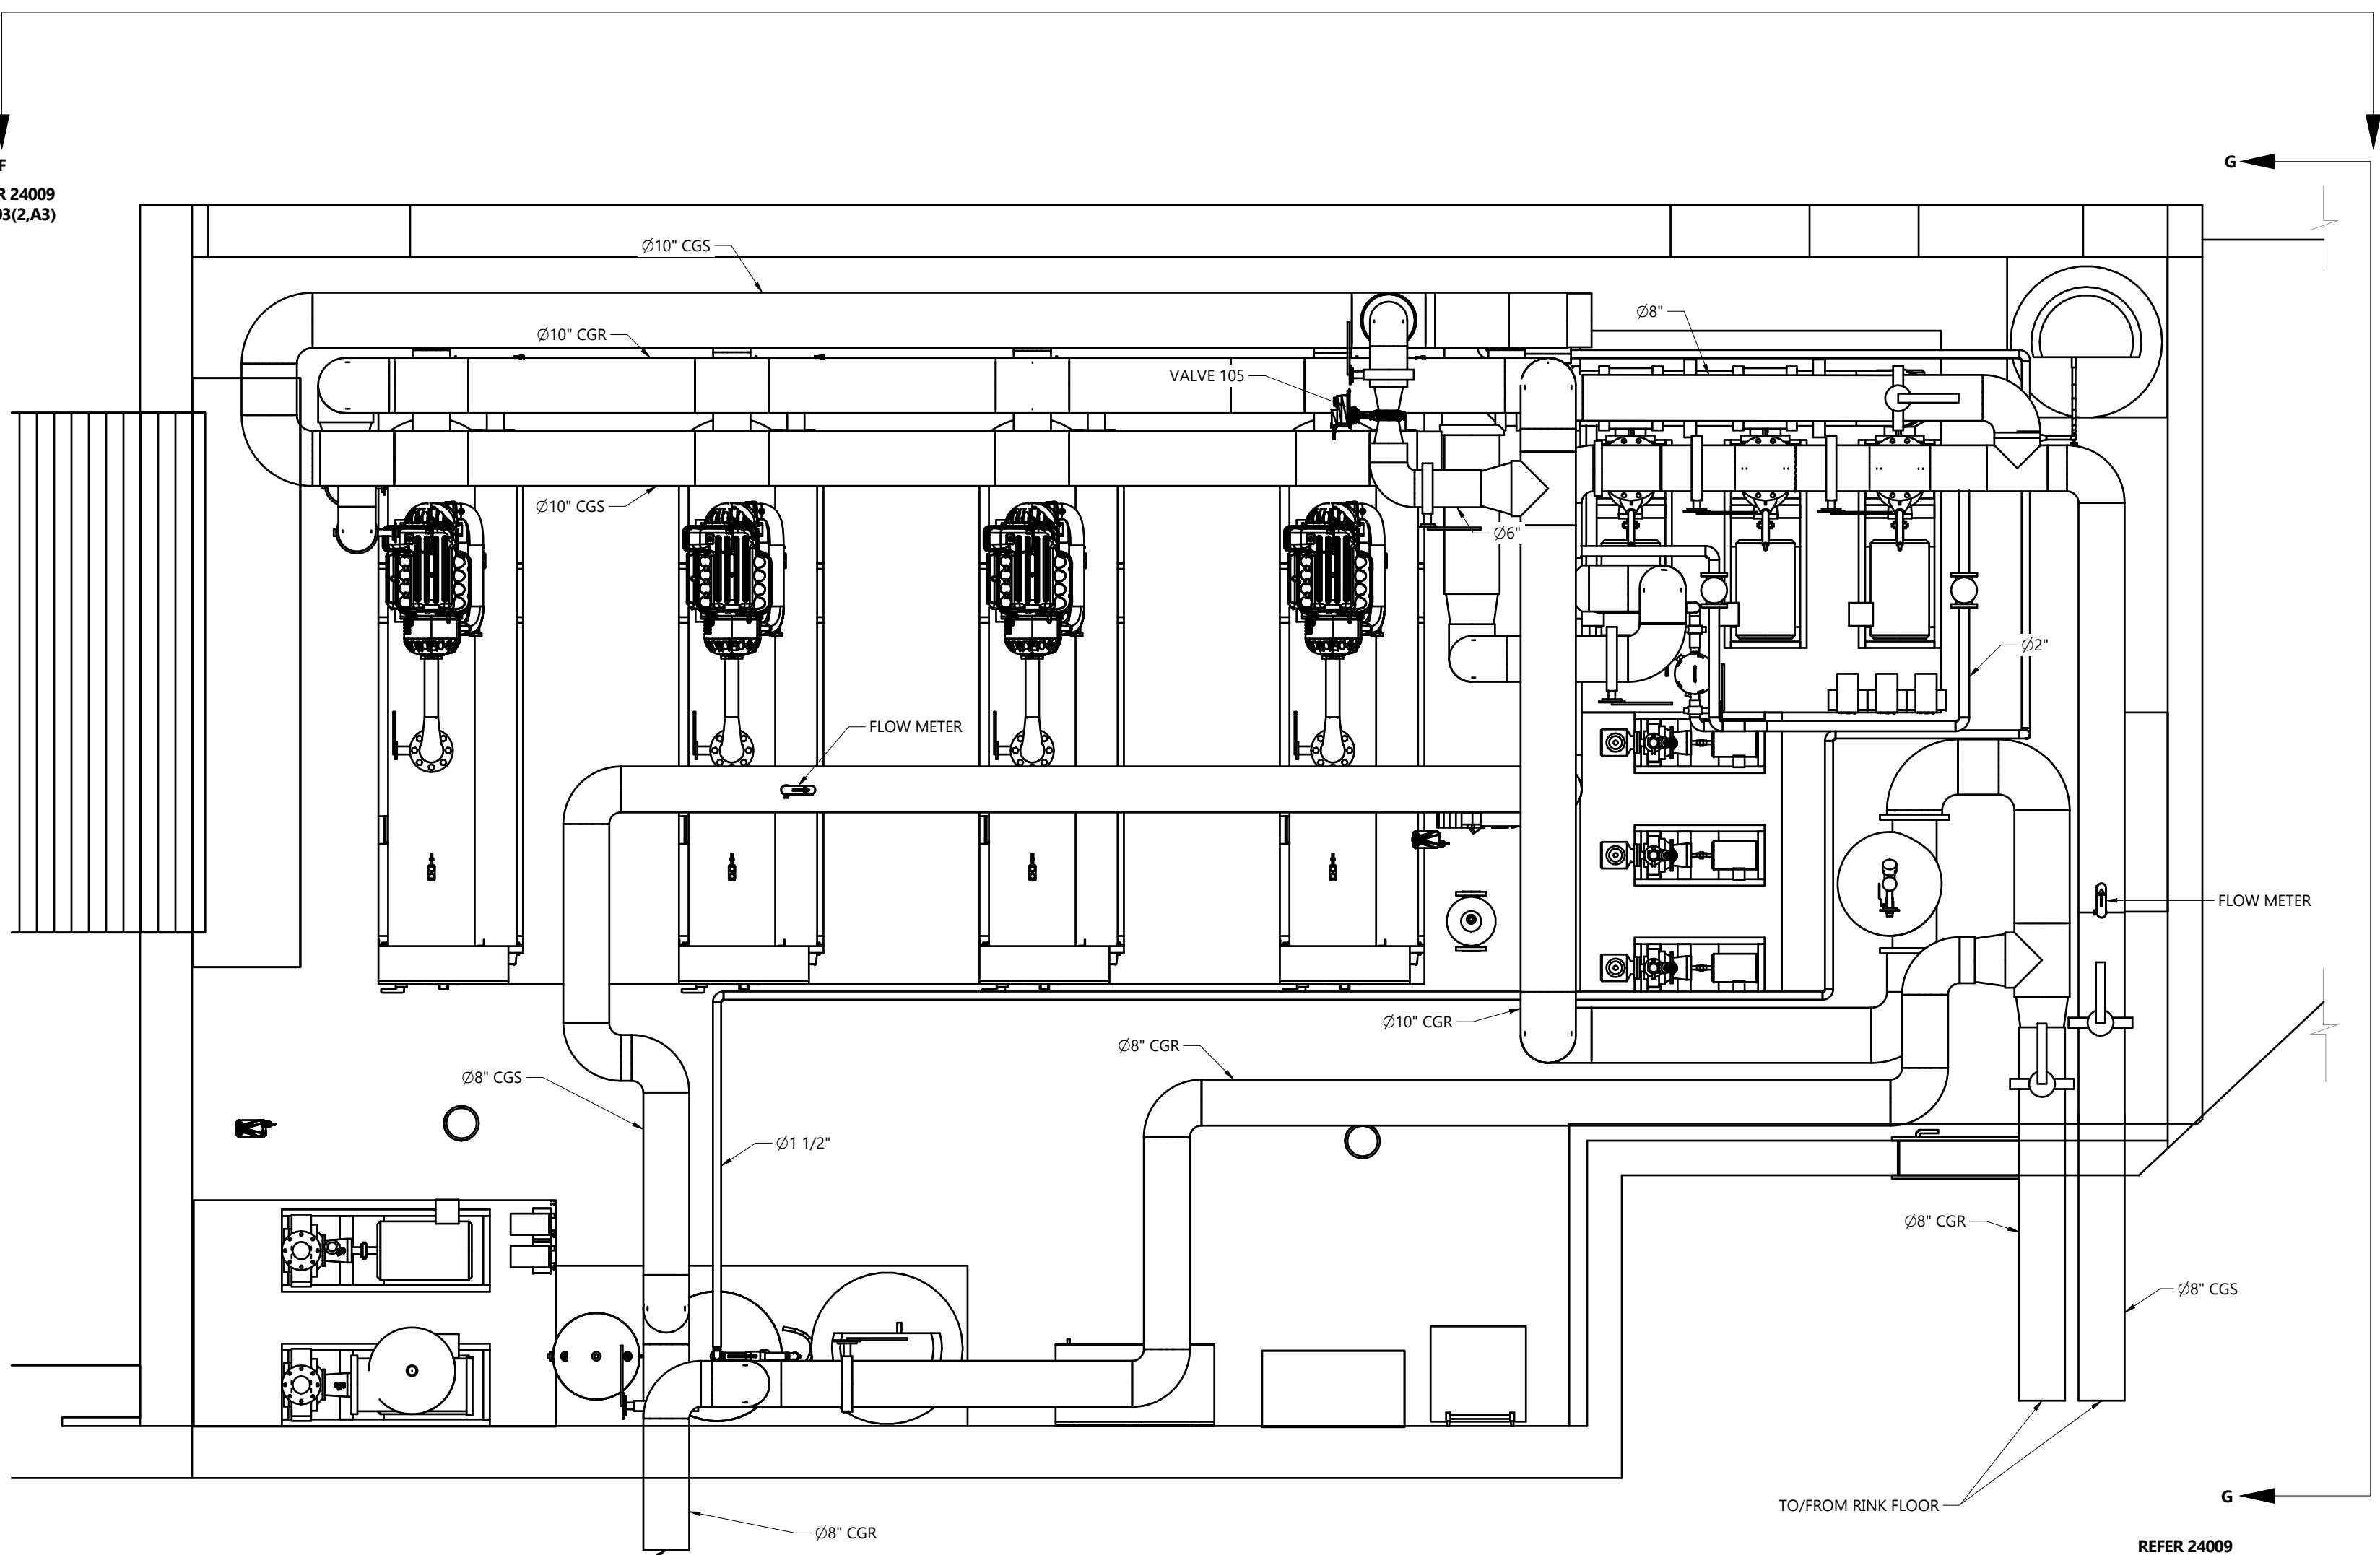 F
G
R 24009
03(2,A3)
Ø10" CGS
Ø8"
Ø10" CGR
VALVE 105
Ø10" CGS
Ø6"
Ø2"
FLOW METER
FLOW METER
Ø10" CGR
Ø8" CGR
Ø8" CGS
Ø1 1/2"
Ø8" CGR
Ø8" CGS
G
TO/FROM RINK FLOOR
Ø8" CGR
REFER 24009